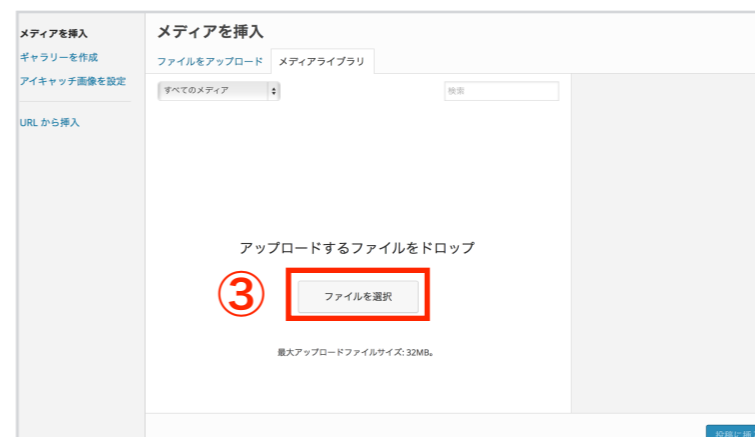 メディアを挿入
ギャラリーを作成
アイキャッチ画像を設定
URL から挿入
メディアを挿入
ファイルをアップロード メディアライブラリ
すべてのメディア 検索
アップロードするファイルをドロップ
③ ファイルを選択
最大アップロードファイルサイズ: 32MB。